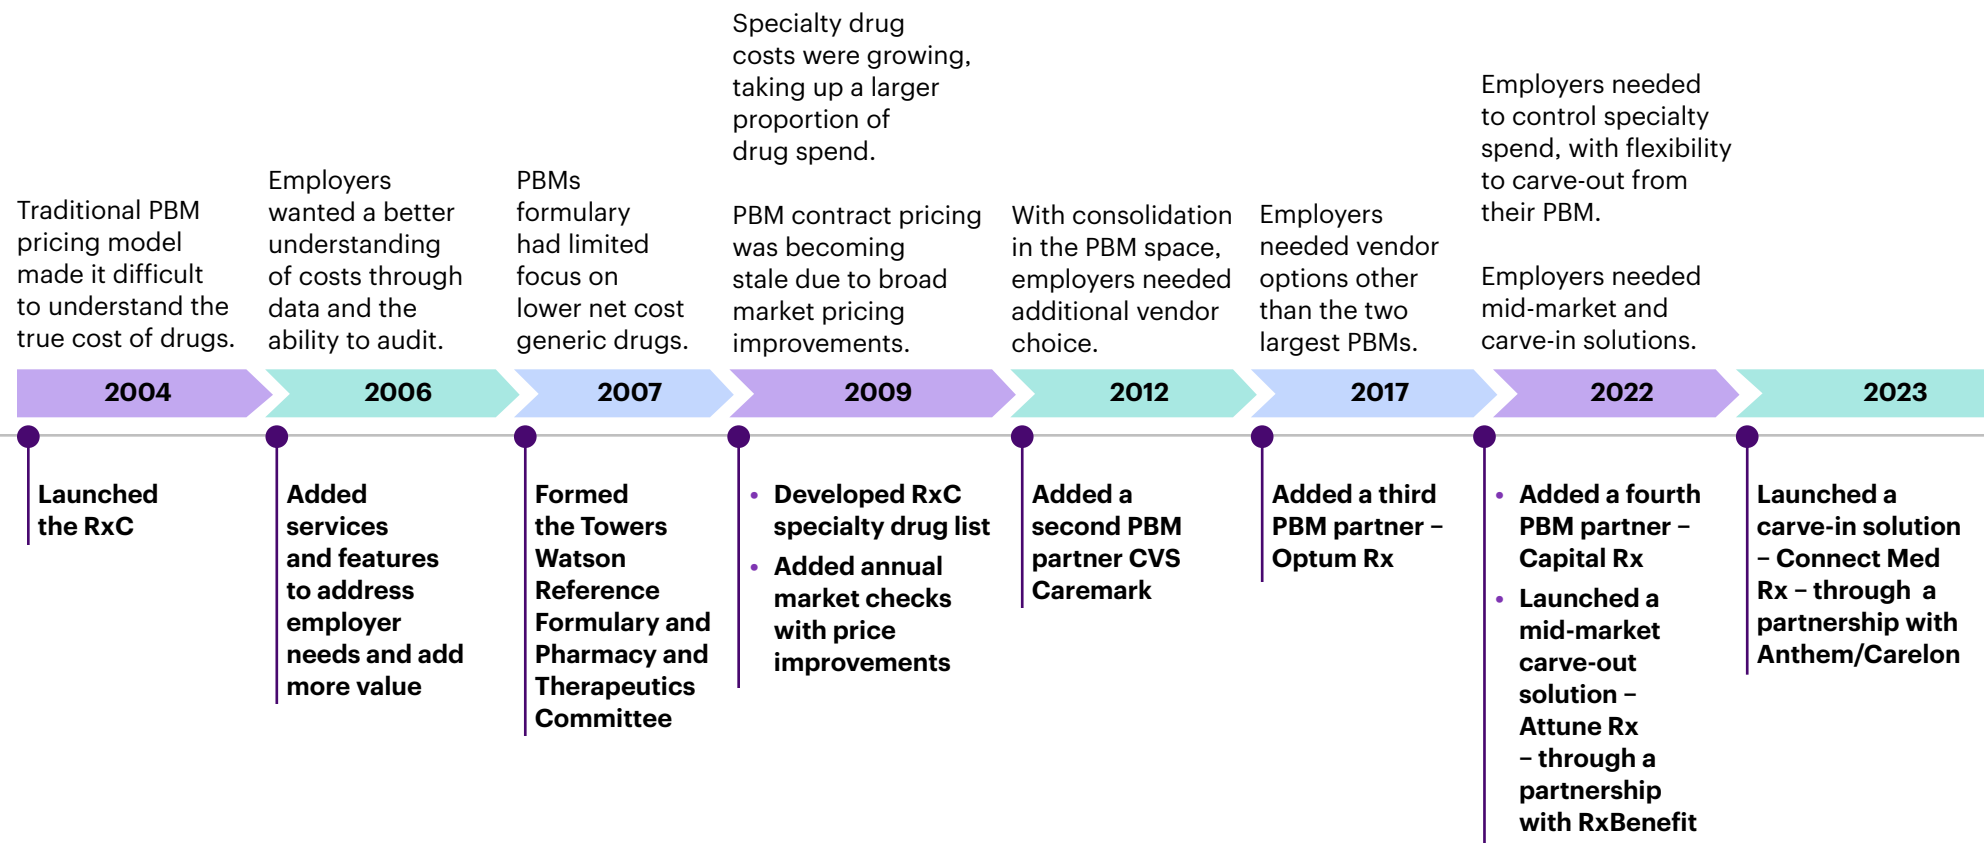 Traditional PBM
pricing model
made it difficult
to understand the
true cost of drugs.
Employers
wanted a better
understanding
of costs through
data and the
ability to audit.
PBMs
formulary
had limited
focus on
lower net cost
generic drugs.
Specialty drug
costs were growing,
taking up a larger
proportion of
drug spend.
PBM contract pricing
was becoming
stale due to broad
market pricing
improvements.
With consolidation
in the PBM space,
employers needed
additional vendor
choice.
Employers
needed vendor
options other
than the two
largest PBMs.
Employers needed
to control specialty
spend, with flexibility
to carve-out from
their PBM.
Employers needed
mid-market and
carve-in solutions.
2004
2006
2007
2009
2012
2017
2022
2023
Launched
the RxC
Added
services
and features
to address
employer
needs and add
more value
Formed
the Towers
Watson
Reference
Formulary and
Pharmacy and
Therapeutics
Committee
• Developed RxC
specialty drug list
• Added annual
market checks
with price
improvements
Added a
second PBM
partner CVS
Caremark
Added a third
PBM partner –
Optum Rx
• Added a fourth
PBM partner –
Capital Rx
• Launched a
mid-market
carve-out
solution –
Attune Rx
– through a
partnership
with RxBenefit
Launched a
carve-in solution
– Connect Med
Rx – through a
partnership with
Anthem/Carelon